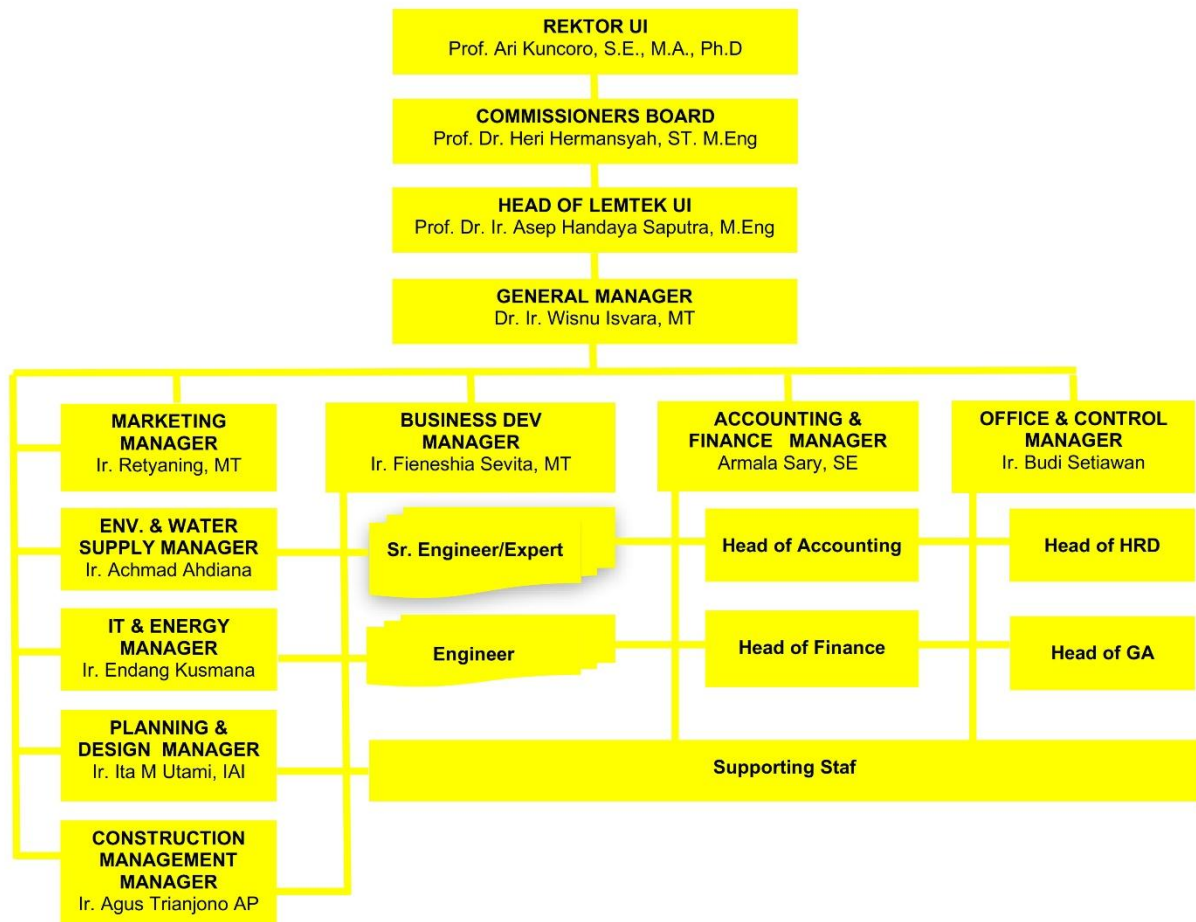 REKTOR UI
Prof. Ari Kuncoro, S.E., M.A., Ph.D
COMMISSIONERS BOARD
Prof. Dr. Heri Hermansyah, ST. M.Eng
HEAD OF LEMTEK UI
Prof. Dr. Ir. Asep Handaya Saputra, M.Eng
GENERAL MANAGER
Dr. Ir. Wisnu Isvara, MT
MARKETING
MANAGER
Ir. Retyaning, MT
BUSINESS DEV
MANAGER
Ir. Fieneshia Sevita, MT
ACCOUNTING &
FINANCE MANAGER
Armala Sary, SE
OFFICE & CONTROL
MANAGER
Ir. Budi Setiawan
ENV. & WATER
SUPPLY MANAGER
Ir. Achmad Ahdiana
Sr. Engineer/Expert
Head of Accounting
Head of HRD
IT & ENERGY
MANAGER
Ir. Endang Kusmana
Engineer
Head of Finance
Head of GA
PLANNING &
DESIGN MANAGER
Ir. Ita M Utami, IAI
Supporting Staf
CONSTRUCTION
MANAGEMENT
MANAGER
Ir. Agus Trianjono AP